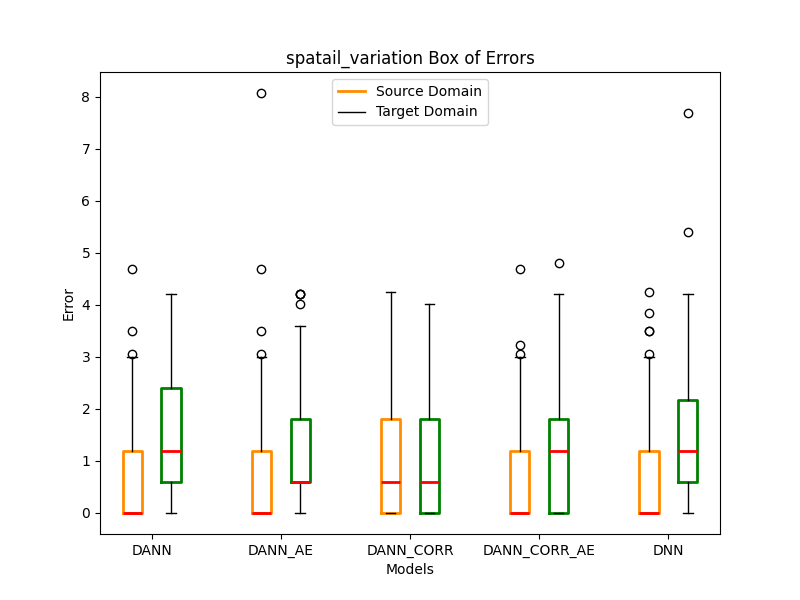 spatail_variation Box of Errors
Source Domain
Target Domain
8
7
6
5
4
3
2
1
0
Error
DANN
DANN_AE
DANN_CORR
DANN_CORR_AE
DNN
Models